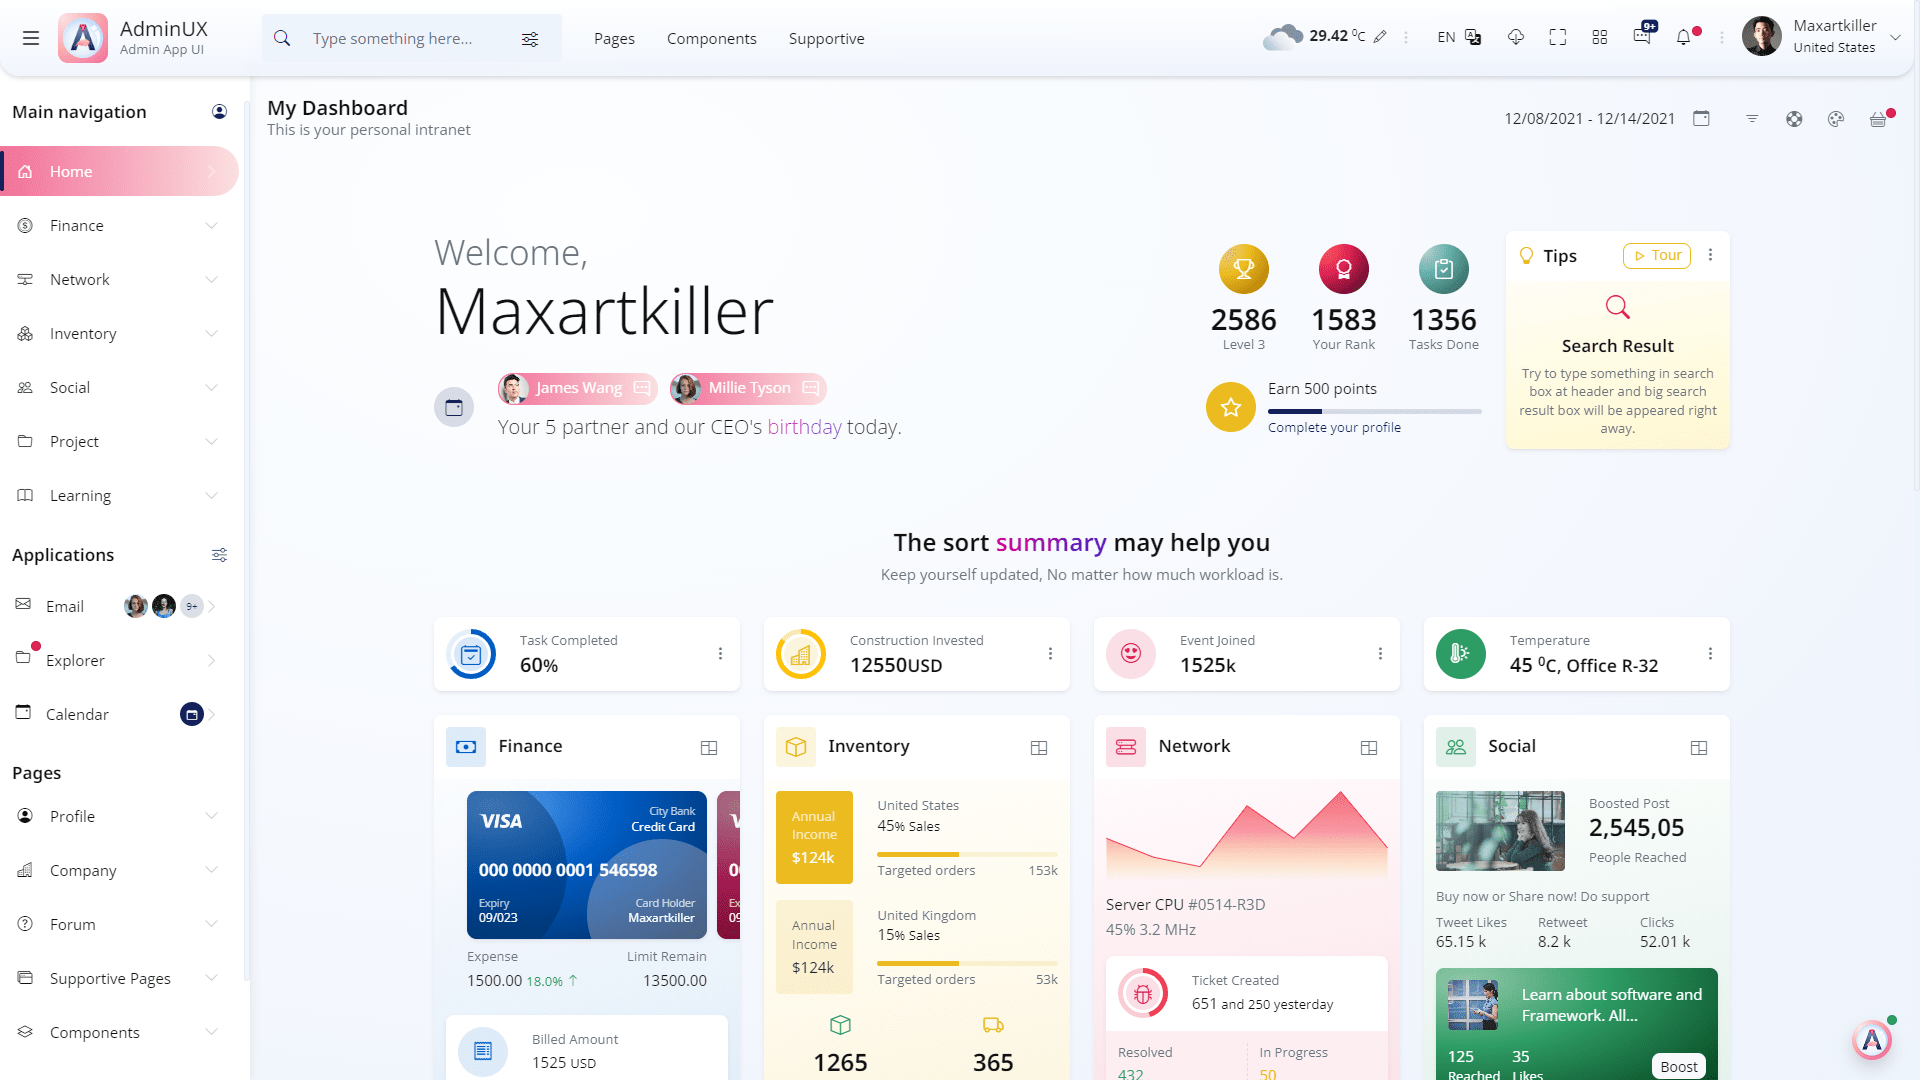 AdminUX
Admin App UI
Type something here...
Pages
Components
Supportive
29.42 ⁰C
EN
9+
Maxartkiller
United States
Main navigation
Home
Finance
Network
Inventory
Social
Project
Learning
Applications
Email
9+
Explorer
Calendar
Pages
Profile
Company
Forum
Supportive Pages
Components
My Dashboard
This is your personal intranet
12/08/2021 - 12/14/2021
Welcome,
Maxartkiller
James Wang
Millie Tyson
Your 5 partner and our CEO's birthday today.
2586
Level 3
1583
Your Rank
1356
Tasks Done
Earn 500 points
Complete your profile
Tips
Tour
Search Result
Try to type something in search
box at header and big search
result box will be appeared right
away.
The sort summary may help you
Keep yourself updated, No matter how much workload is.
Task Completed
60%
Construction Invested
12550USD
Event Joined
1525k
Temperature
45 ⁰C, Office R-32
Finance
VISA
City Bank
Credit Card
000 0000 0001 546598
Expiry
09/023
Card Holder
Maxartkiller
Expense
1500.00 18.0% ↑
Limit Remain
13500.00
Billed Amount
1525 USD
Inventory
Annual
Income
$124k
United States
45% Sales
Targeted orders
153k
Annual
Income
$124k
United Kingdom
15% Sales
Targeted orders
53k
1265
365
Network
Server CPU #0514-R3D
45% 3.2 MHz
Ticket Created
651 and 250 yesterday
Resolved
432
In Progress
50
Social
Boosted Post
2,545,05
People Reached
Buy now or Share now! Do support
Tweet Likes
65.15 k
Retweet
8.2 k
Clicks
52.01 k
Learn about software and
Framework. All...
125
Reached
35
Likes
Boost